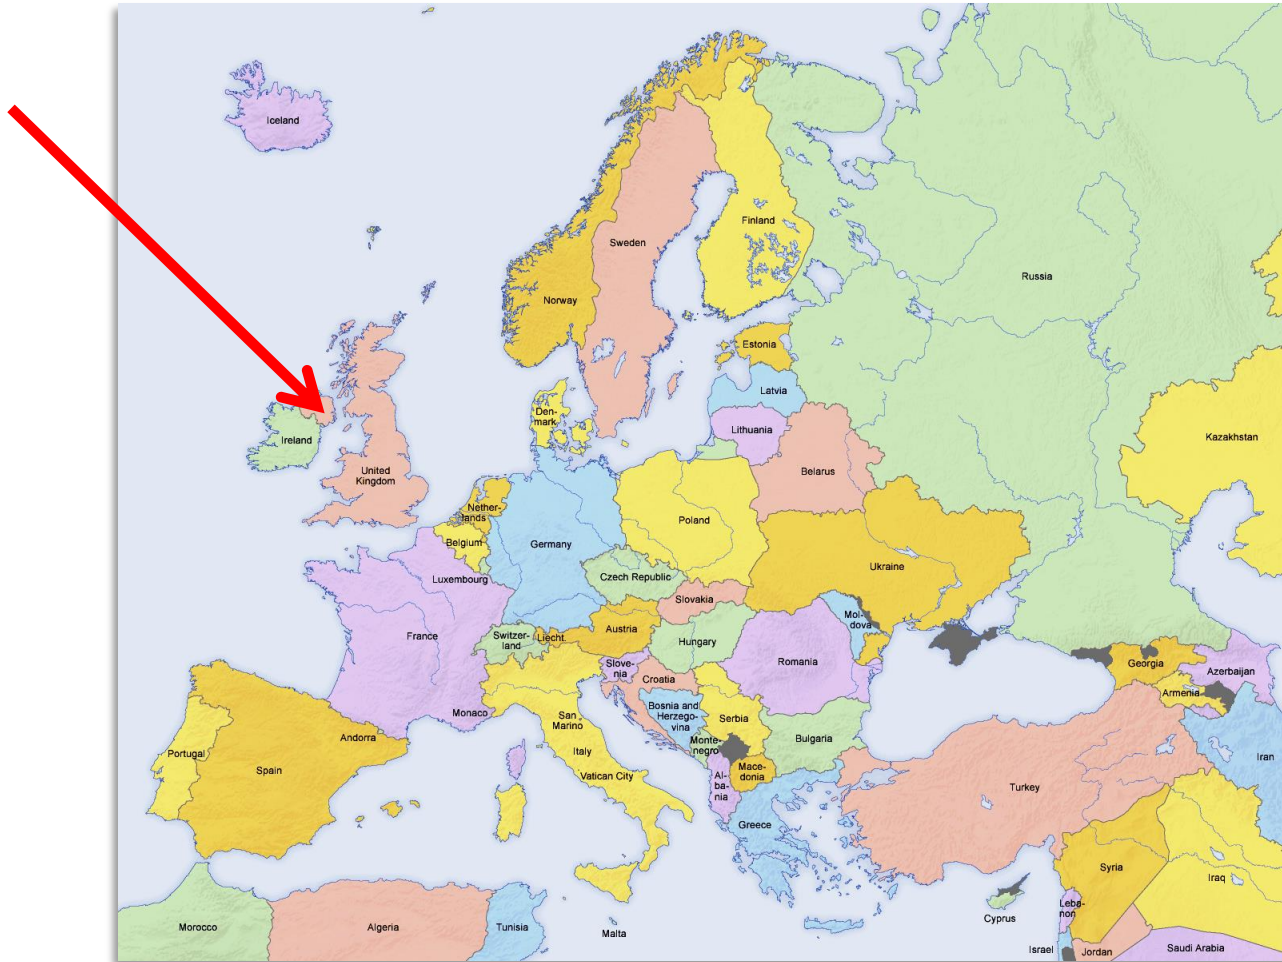 Iceland
Finland
Sweden
Russia
Norway
Estonia
Latvia
Den-
mark
Lithuania
Ireland
Kazakhstan
United
Kingdom
Belarus
Nether-
lands
Poland
Belgium
Germany
Ukraine
Luxembourg
Czech Republic
Slovakia
Mol-
dova
France
Switzer-
land
Liecht.
Austria
Hungary
Romania
Slove-
nia
Croatia
Georgia
Azerbaijan
Armenia
Monaco
San
Marino
Bosnia and
Herzego-
vina
Serbia
Andorra
Portugal
Italy
Monte-
negro
Bulgaria
Iran
Spain
Vatican City
Al-
ba-
nia
Mace-
donia
Turkey
Greece
Syria
Iraq
Leba-
non
Cyprus
Morocco
Algeria
Tunisia
Malta
Israel
Jordan
Saudi Arabia